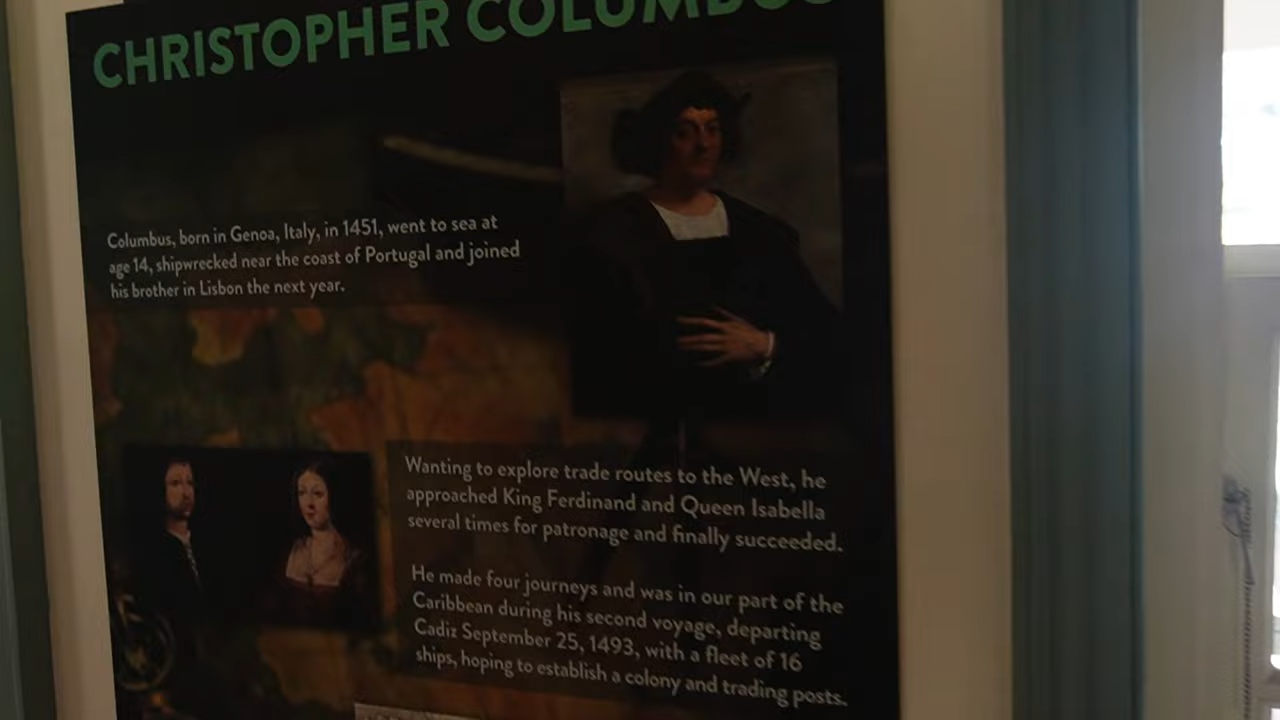 CHRISTOPHER COLUMBUS
Columbus, born in Genoa, Italy, in 1451, went to sea at
age 14, shipwrecked near the coast of Portugal and joined
his brother in Lisbon the next year.
Wanting to explore trade routes to the West, he
approached King Ferdinand and Queen Isabella
several times for patronage and finally succeeded.
He made four journeys and was in our part of the
Caribbean during his second voyage, departing
Cadiz September 25, 1493, with a fleet of 16
ships, hoping to establish a colony and trading posts.